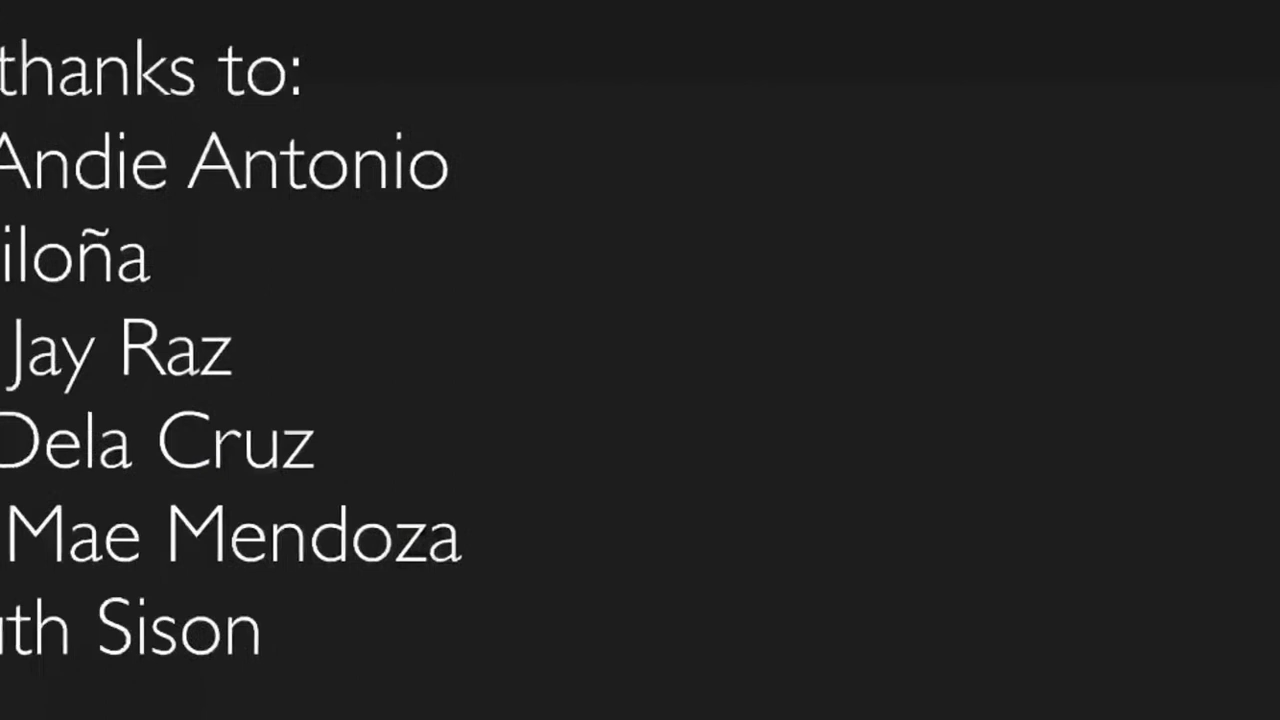 thanks to:
Andie Antonio
iloña
Jay Raz
Dela Cruz
Mae Mendoza
uth Sison